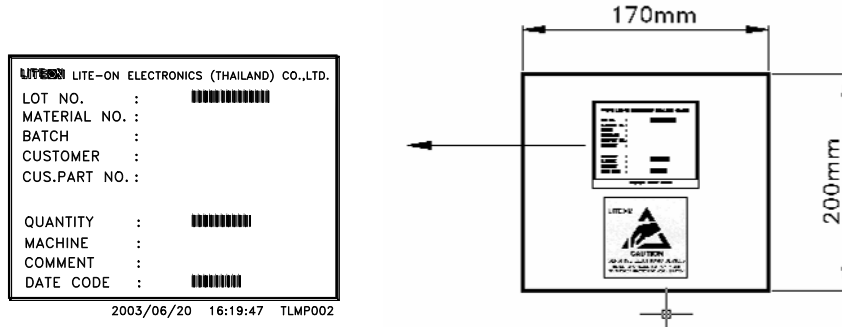 LITEON LITE-ON ELECTRONICS (THAILAND) CO.,LTD.
LOT NO. :
MATERIAL NO. :
BATCH :
CUSTOMER :
CUS.PART NO. :
QUANTITY :
MACHINE :
COMMENT :
DATE CODE :
2003/06/20 16:19:47 TLMP002
170mm
200mm
LITEON
CAUTION